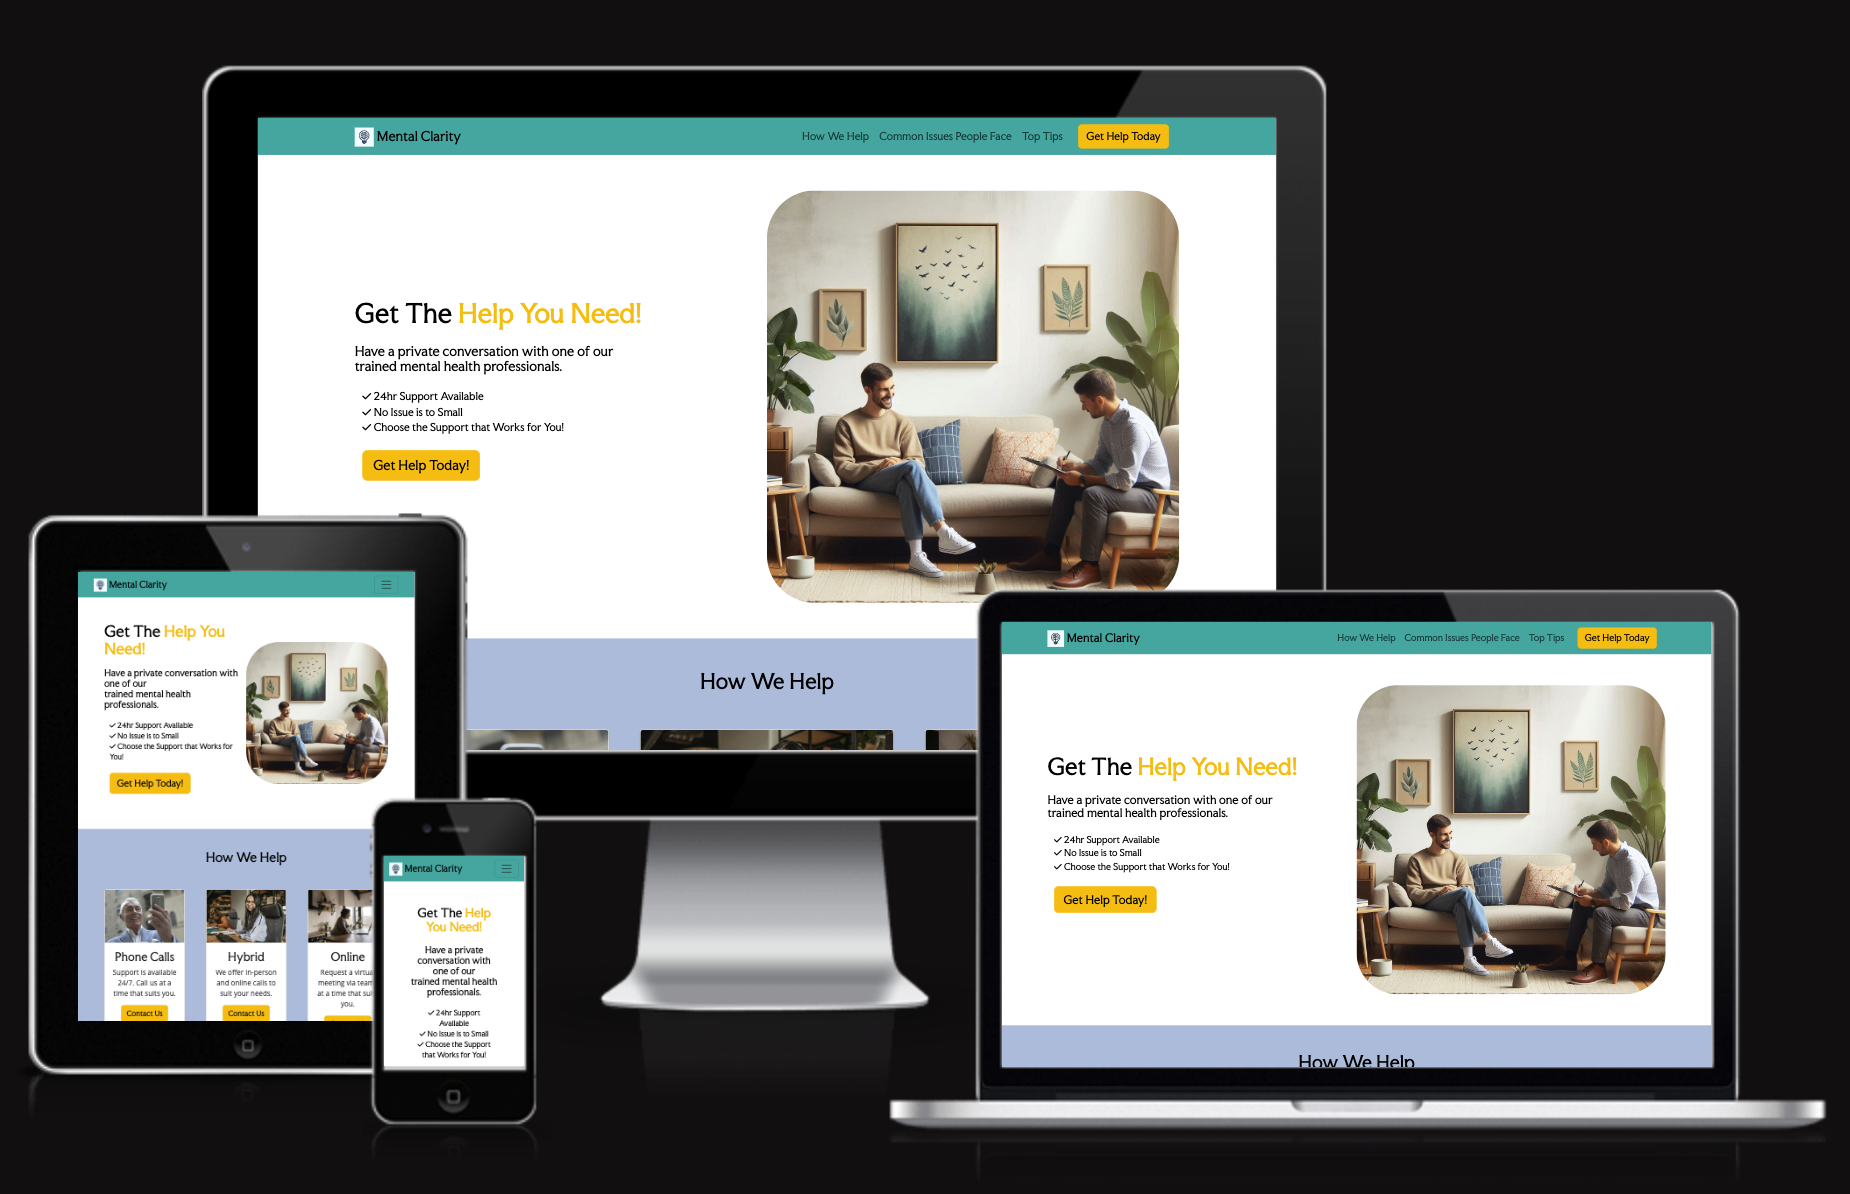 Mental Clarity
How We Help Common Issues People Face Top Tips Get Help Today
Get The Help You Need!
Have a private conversation with one of our
trained mental health professionals.
24hr Support Available
No Issue is to Small
Choose the Support that Works for You!
Get Help Today!
How We Help
Mental Clarity
Get The Help You
Need!
Have a private conversation with
one of our
trained mental health
professionals.
24hr Support Available
No Issue is to Small
Choose the Support that Works for
You!
Get Help Today!
How We Help
Phone Calls
Support is available
24/7. Call us at a
time that suits you.
Contact Us
Hybrid
We offer in-person
and online calls to
suit your needs.
Contact Us
Online
Request a virtu
meeting via team
at a time that sui
you.
Mental Clarity
Get The Help
You Need!
Have a private
conversation with
one of our
trained mental health
professionals.
24hr Support
Available
No Issue is to Small
Choose the Support
that Works for You!
Mental Clarity
How We Help Common Issues People Face Top Tips Get Help Today
Get The Help You Need!
Have a private conversation with one of our
trained mental health professionals.
24hr Support Available
No Issue is to Small
Choose the Support that Works for You!
Get Help Today!
How We Help